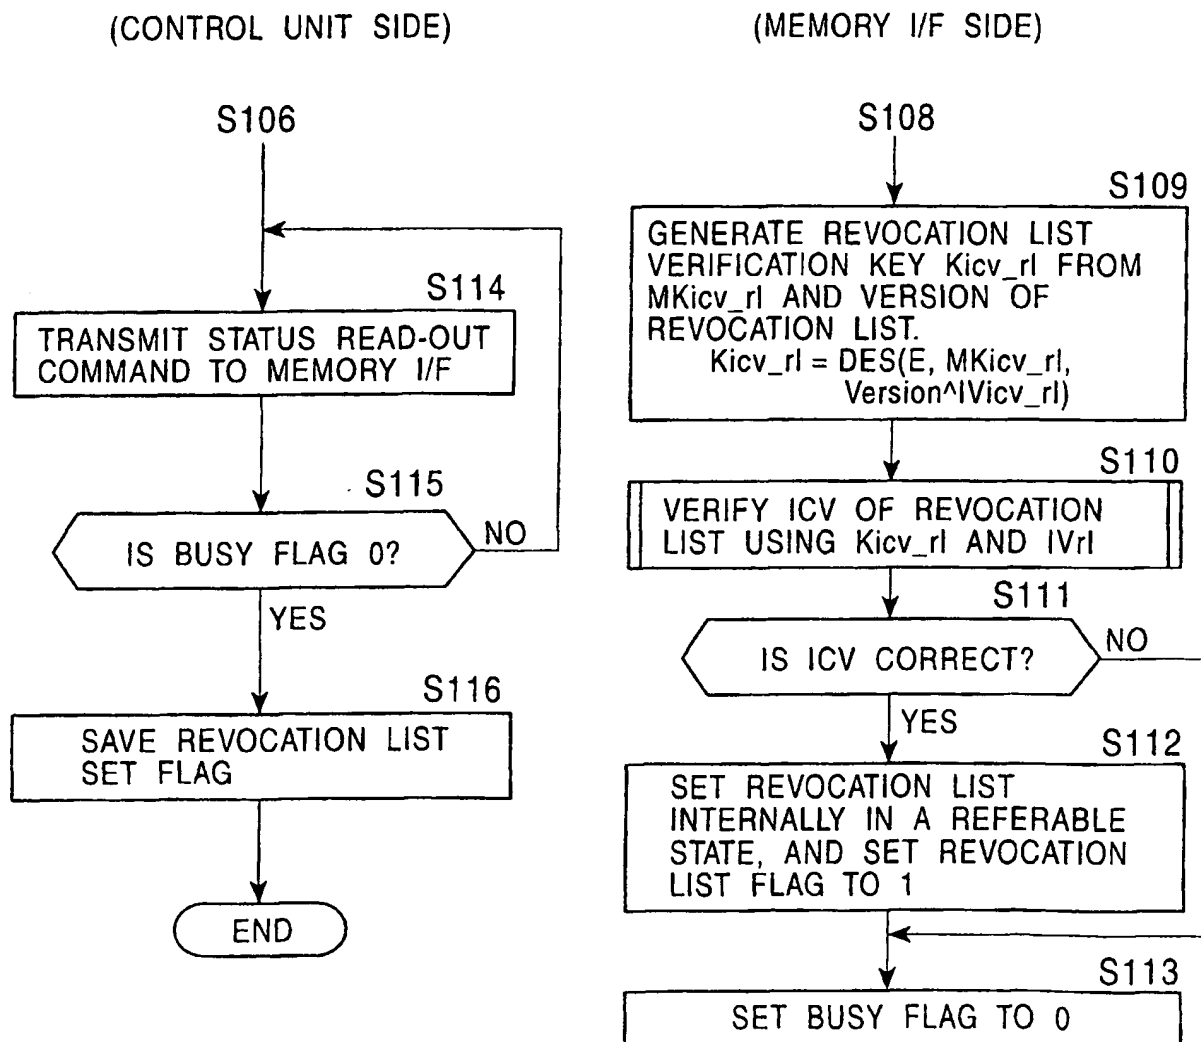 (CONTROL UNIT SIDE)
S106
S114
TRANSMIT STATUS READ-OUT
COMMAND TO MEMORY I/F
S115
IS BUSY FLAG 0?
NO
YES
S116
SAVE REVOCATION LIST
SET FLAG
END
(MEMORY I/F SIDE)
S108
S109
GENERATE REVOCATION LIST
VERIFICATION KEY Kicv_rl FROM
MKicv_rl AND VERSION OF
REVOCATION LIST.
Kicv_rl = DES(E, MKicv_rl,
Version^IVicv_rl)
S110
VERIFY ICV OF REVOCATION
LIST USING Kicv_rl AND IVrl
S111
IS ICV CORRECT?
NO
YES
S112
SET REVOCATION LIST
INTERNALLY IN A REFERABLE
STATE, AND SET REVOCATION
LIST FLAG TO 1
S113
SET BUSY FLAG TO 0